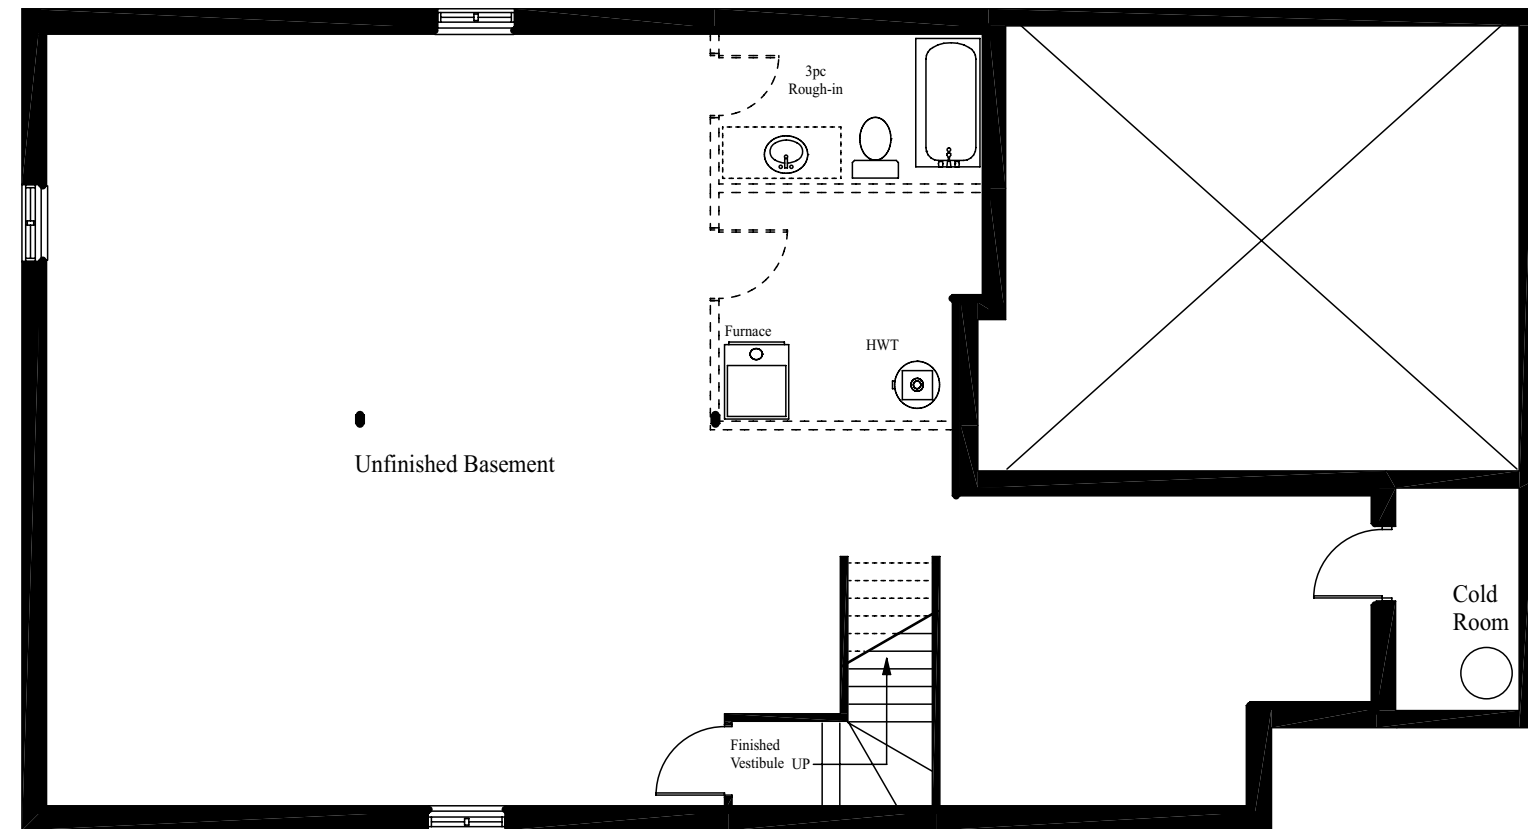 3pc
Rough-in
Furnace
HWT
Unfinished Basement
Cold
Room
Finished
Vestibule UP